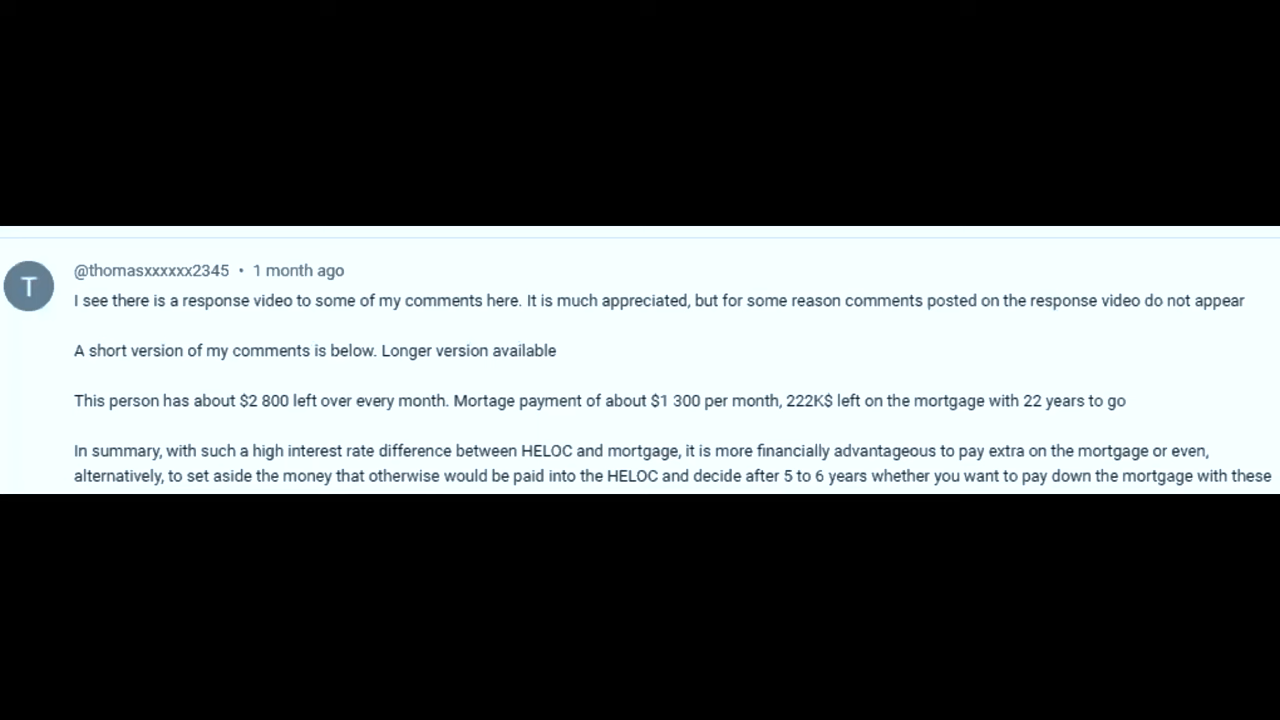 T
@thomasxxxxxx2345 • 1 month ago
I see there is a response video to some of my comments here. It is much appreciated, but for some reason comments posted on the response video do not appear
A short version of my comments is below. Longer version available
This person has about $2 800 left over every month. Mortage payment of about $1 300 per month, 222K$ left on the mortgage with 22 years to go
In summary, with such a high interest rate difference between HELOC and mortgage, it is more financially advantageous to pay extra on the mortgage or even,
alternatively, to set aside the money that otherwise would be paid into the HELOC and decide after 5 to 6 years whether you want to pay down the mortgage with these